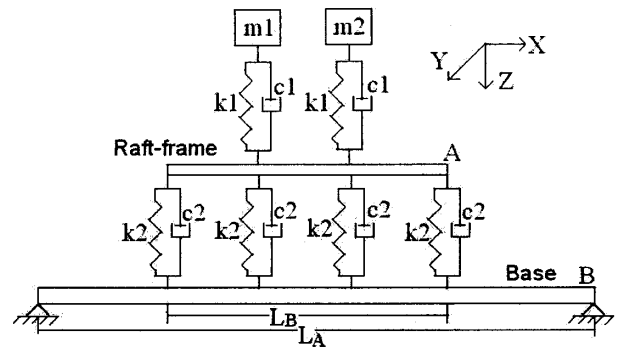 m1 m2
X
Y
Z
k1 c1 k1 c1
Raft-frame
A
k2 c2 k2 c2 k2 c2 k2 c2
Base B
LB
LA